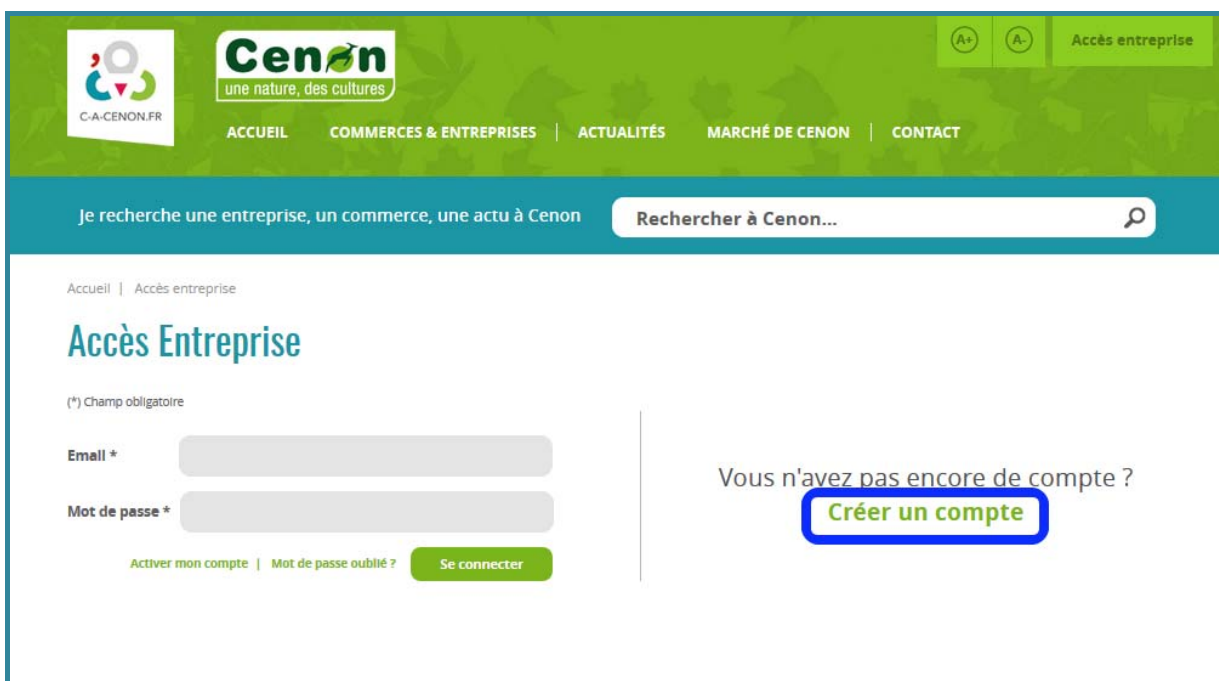 C-A-CENON.FR
Cenon
une nature, des cultures
A+ A- Accès entreprise
ACCUEIL COMMERCES & ENTREPRISES | ACTUALITÉS MARCHÉ DE CENON | CONTACT
Je recherche une entreprise, un commerce, une actu à Cenon Rechercher à Cenon...
Accueil | Accès entreprise
Accès Entreprise
(*) Champ obligatoire
Email *
Mot de passe *
Activer mon compte | Mot de passe oublié ? Se connecter
Vous n'avez pas encore de compte ?
Créer un compte